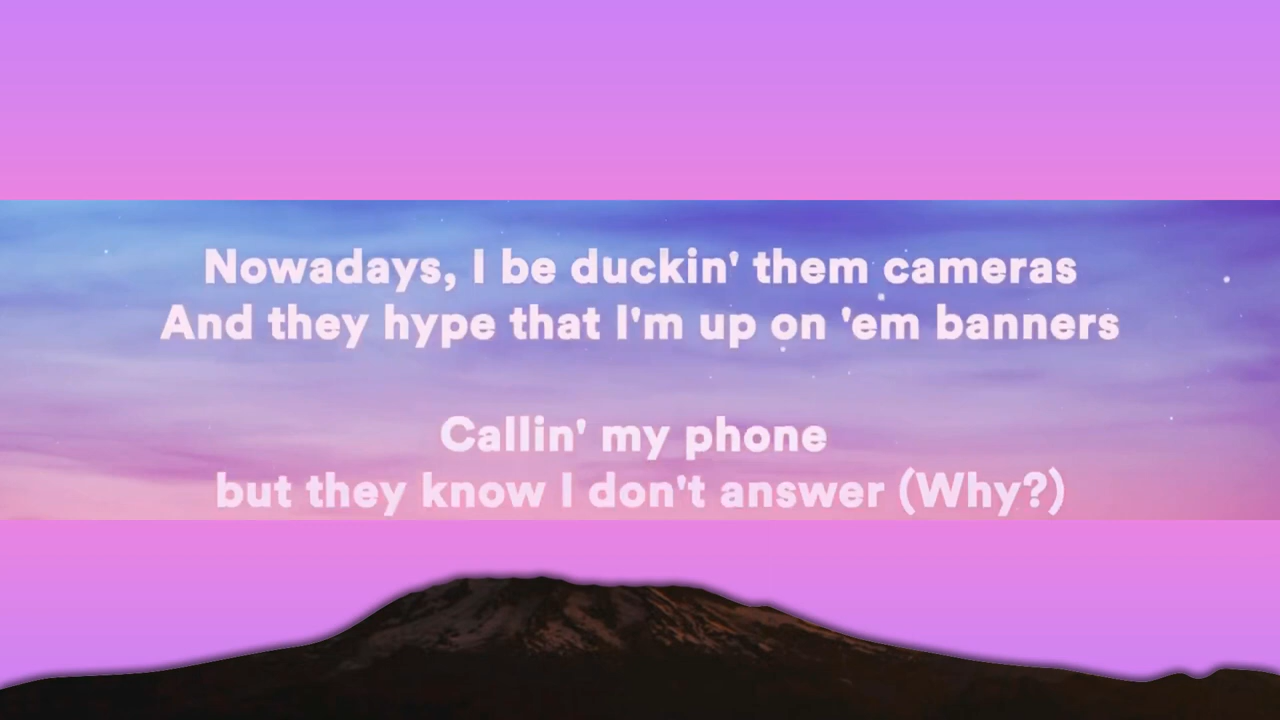 Nowadays, I be duckin' them cameras
And they hype that I'm up on 'em banners
Callin' my phone
but they know I don't answer (Why?)